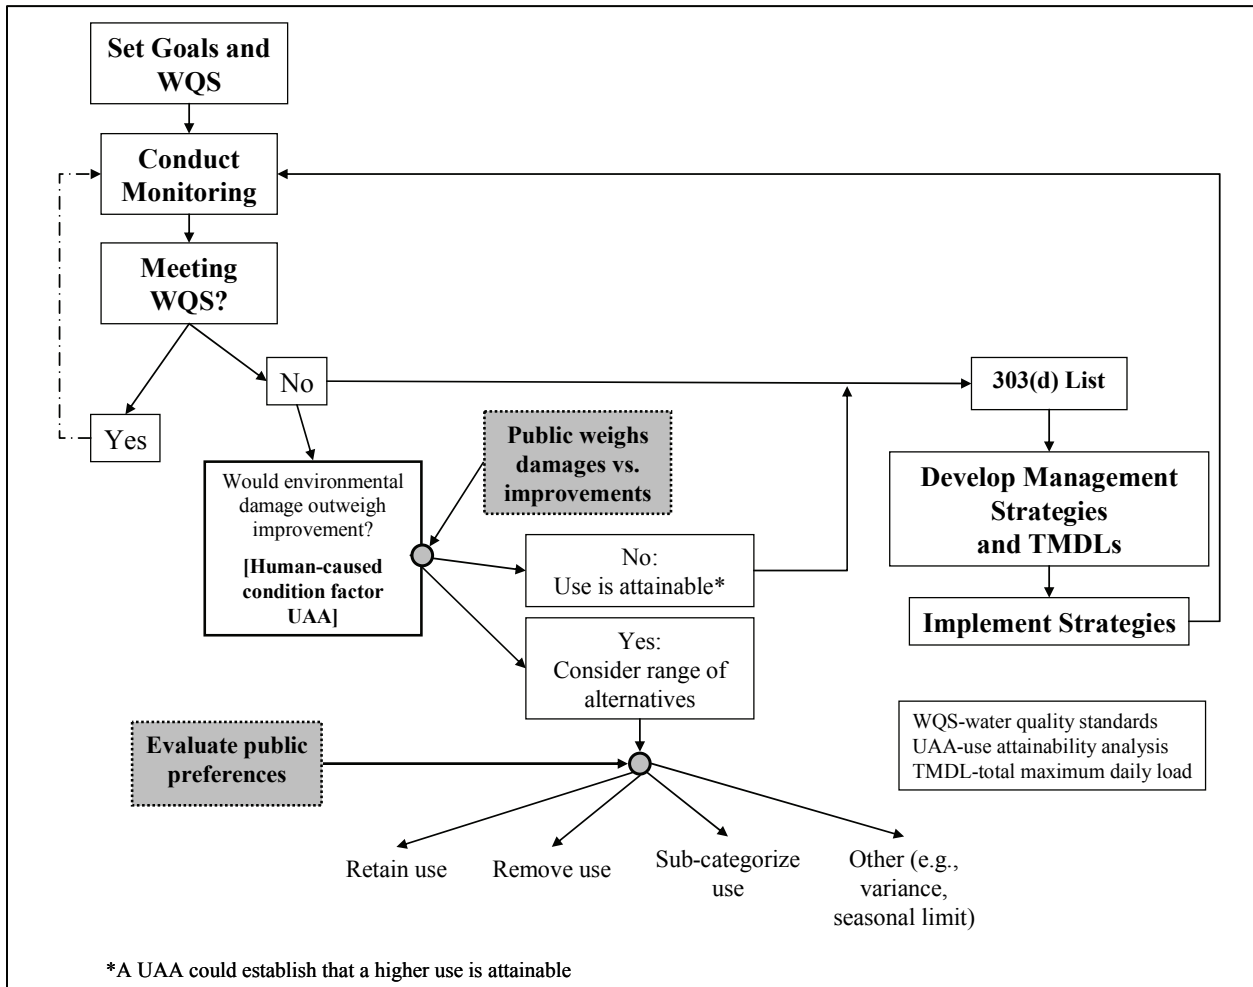 Set Goals and
WQS
Conduct
Monitoring
Meeting
WQS?
No
Yes
303(d) List
Public weighs
damages vs.
improvements
Would environmental
damage outweigh
improvement?
[Human-caused
condition factor
UAA]
Develop Management
Strategies
and TMDLs
No:
Use is attainable*
Implement Strategies
Yes:
Consider range of
alternatives
Evaluate public
preferences
WQS-water quality standards
UAA-use attainability analysis
TMDL-total maximum daily load
Retain use
Remove use
Sub-categorize
use
Other (e.g.,
variance,
seasonal limit)
*A UAA could establish that a higher use is attainable